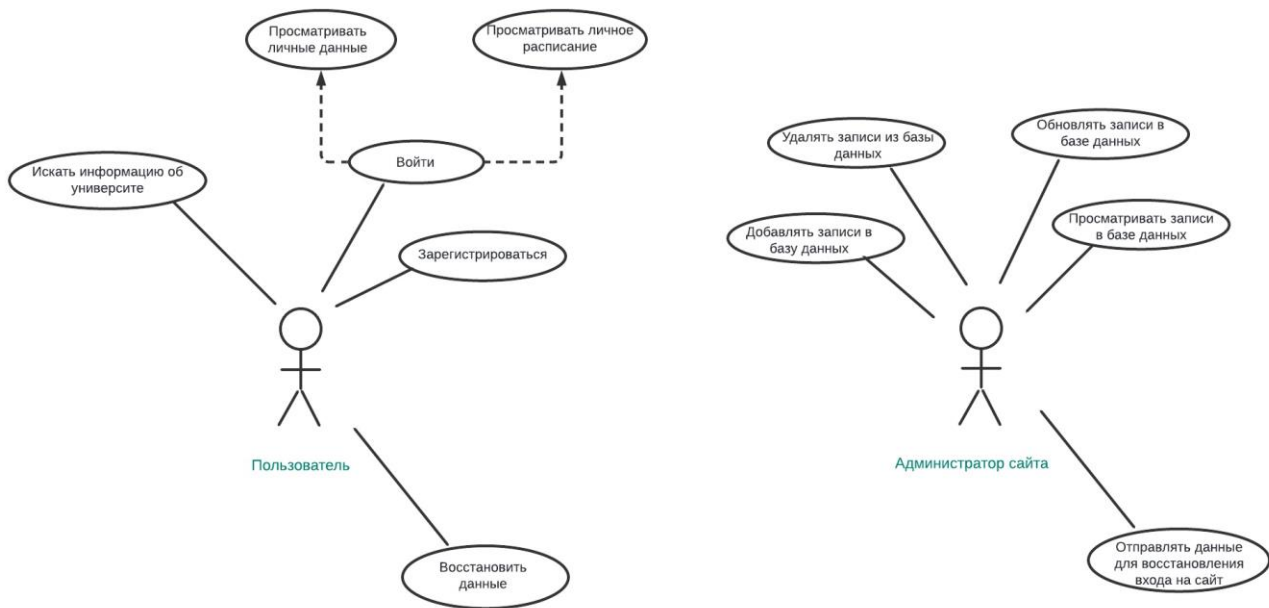 Просматривать
личные данные
Просматривать личное
расписание
Войти
Искать информацию об
университе
Зарегистрироваться
Пользователь
Восстановить
данные
Удалять записи из базы
данных
Обновлять записи в
базе данных
Добавлять записи в
базу данных
Просматривать записи
в базе данных
Администратор сайта
Отправлять данные
для восстановления
входа на сайт